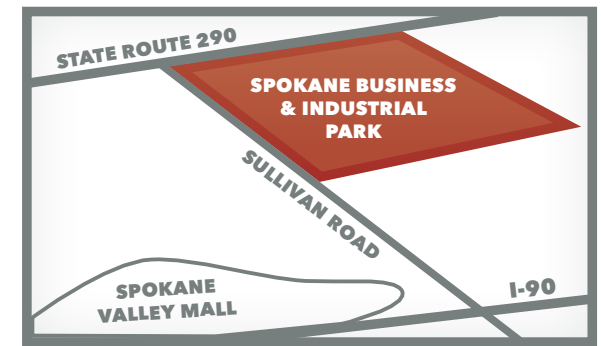 STATE ROUTE 290
SPOKANE BUSINESS
& INDUSTRIAL
PARK
SULLIVAN ROAD
SPOKANE
VALLEY MALL
I-90